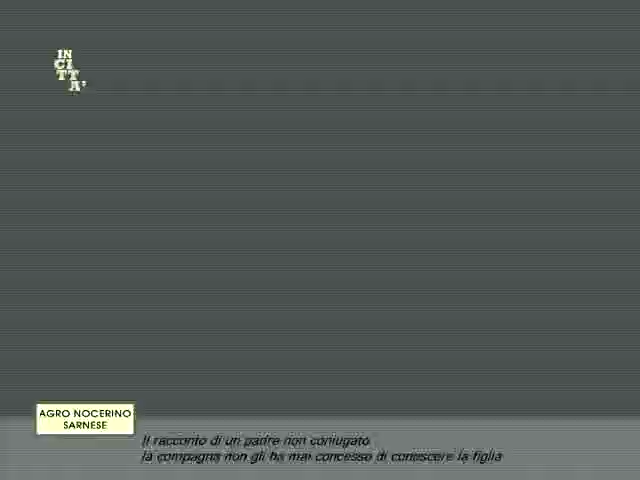 IN
CI
TT
A'
AGRO NOCERINO
SARNESE
Il racconto di un padre non coniugato
la compagna non gli ha mai concesso di conoscere la figlia